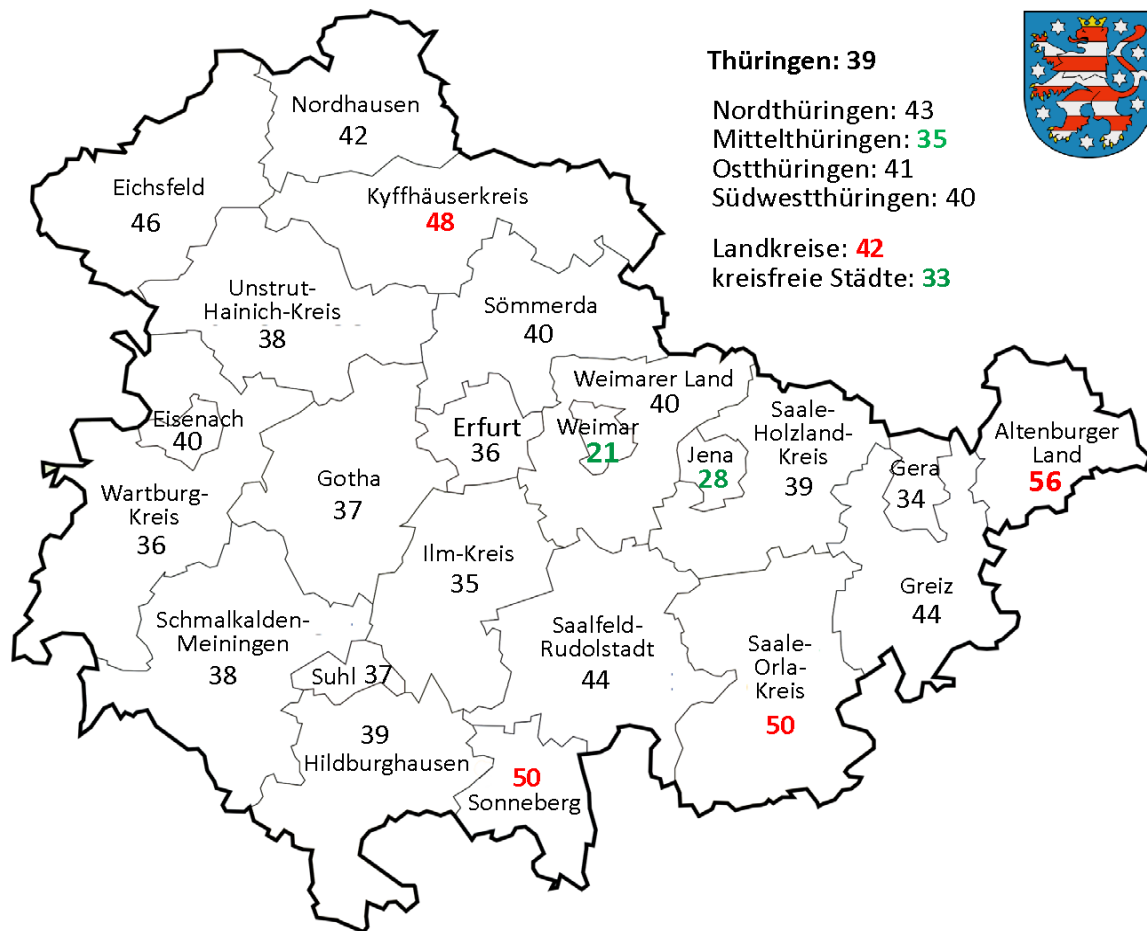 Thüringen: 39
Nordthüringen: 43
Mittelthüringen: 35
Ostthüringen: 41
Südwestthüringen: 40
Landkreise: 42
kreisfreie Städte: 33
Nordhausen
42
Eichsfeld
46
Kyffhäuserkreis
48
Unstrut-
Hainich-Kreis
38
Sömmerda
40
Weimarer Land
40
Eisenach
40
Erfurt
36
Weimar
21
Jena
28
Saale-
Holzland-
Kreis
39
Gera
34
Altenburger
Land
56
Wartburg-
Kreis
36
Gotha
37
Ilm-Kreis
35
Greiz
44
Schmalkalden-
Meiningen
38
Suhl 37
Saalfeld-
Rudolstadt
44
Saale-
Orla-
Kreis
50
39
Hildburghausen
50
Sonneberg